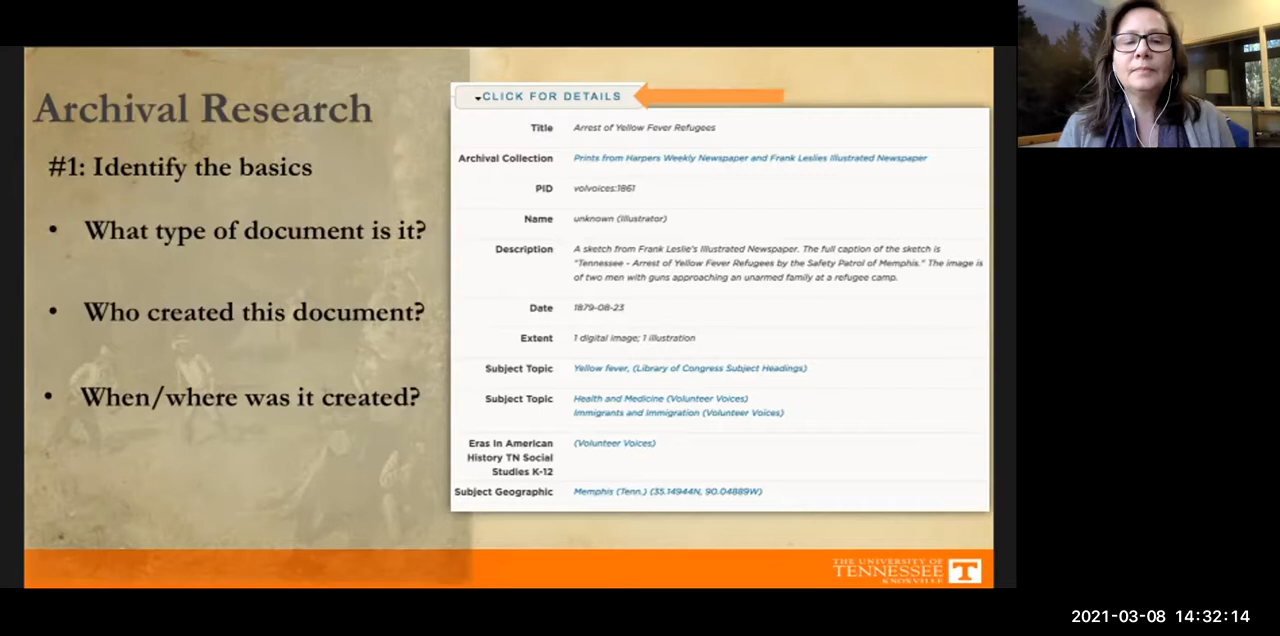 Archival Research
#1: Identify the basics
• What type of document is it?
• Who created this document?
• When/where was it created?
CLICK FOR DETAILS
Title Arrest of Yellow Fever Refugees
Archival Collection Prints from Harpers Weekly Newspaper and Frank Leslies Illustrated Newspaper
PID volvoices:1861
Name unknown (Illustrator)
Description A sketch from Frank Leslie's Illustrated Newspaper. The full caption of the sketch is
"Tennessee - Arrest of Yellow Fever Refugees by the Safety Patrol of Memphis." The image is
of two men with guns approaching an unarmed family at a refugee camp.
Date 1879-08-23
Extent 1 digital image; 1 illustration
Subject Topic Yellow fever, (Library of Congress Subject Headings)
Subject Topic Health and Medicine (Volunteer Voices)
Immigrants and Immigration (Volunteer Voices)
Eras In American (Volunteer Voices)
History TN Social
Studies K-12
Subject Geographic Memphis (Tenn.) (35.14944N, 90.04889W)
THE UNIVERSITY OF
TENNESSEE T
KNOXVILLE
2021-03-08 14:32:14